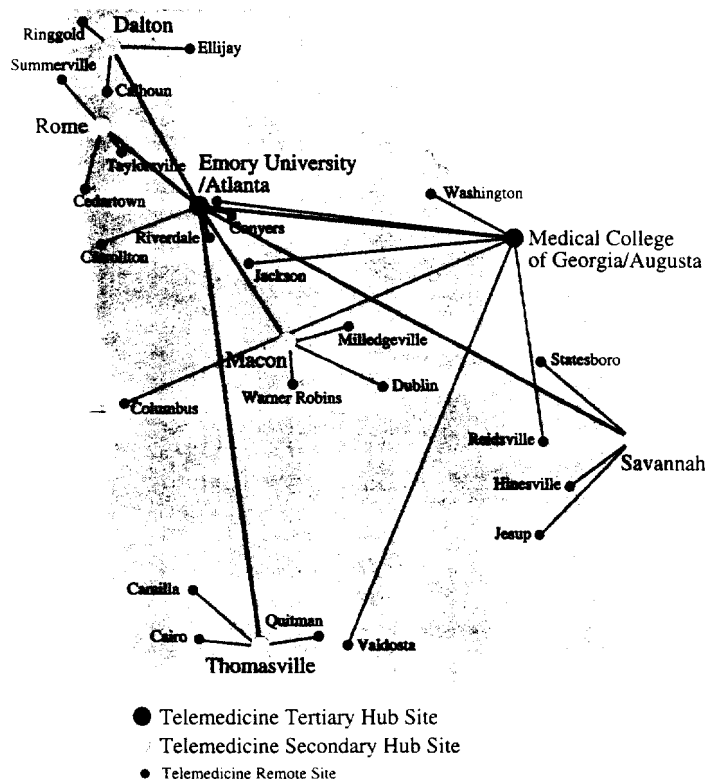 Dalton
Ringgold
Ellijay
Summerville
Calhoun
Rome
Taylorsville
Emory University
/Atlanta
Washington
Cedartown
Conyers
Riverdale
Medical College
of Georgia/Augusta
Carrollton
Jackson
Milledgeville
Macon
Statesboro
Columbus
Warner Robins
Dublin
Reidsville
Savannah
Hinesville
Jesup
Camilla
Quitman
Cairo
Valdosta
Thomasville
Telemedicine Tertiary Hub Site
Telemedicine Secondary Hub Site
Telemedicine Remote Site